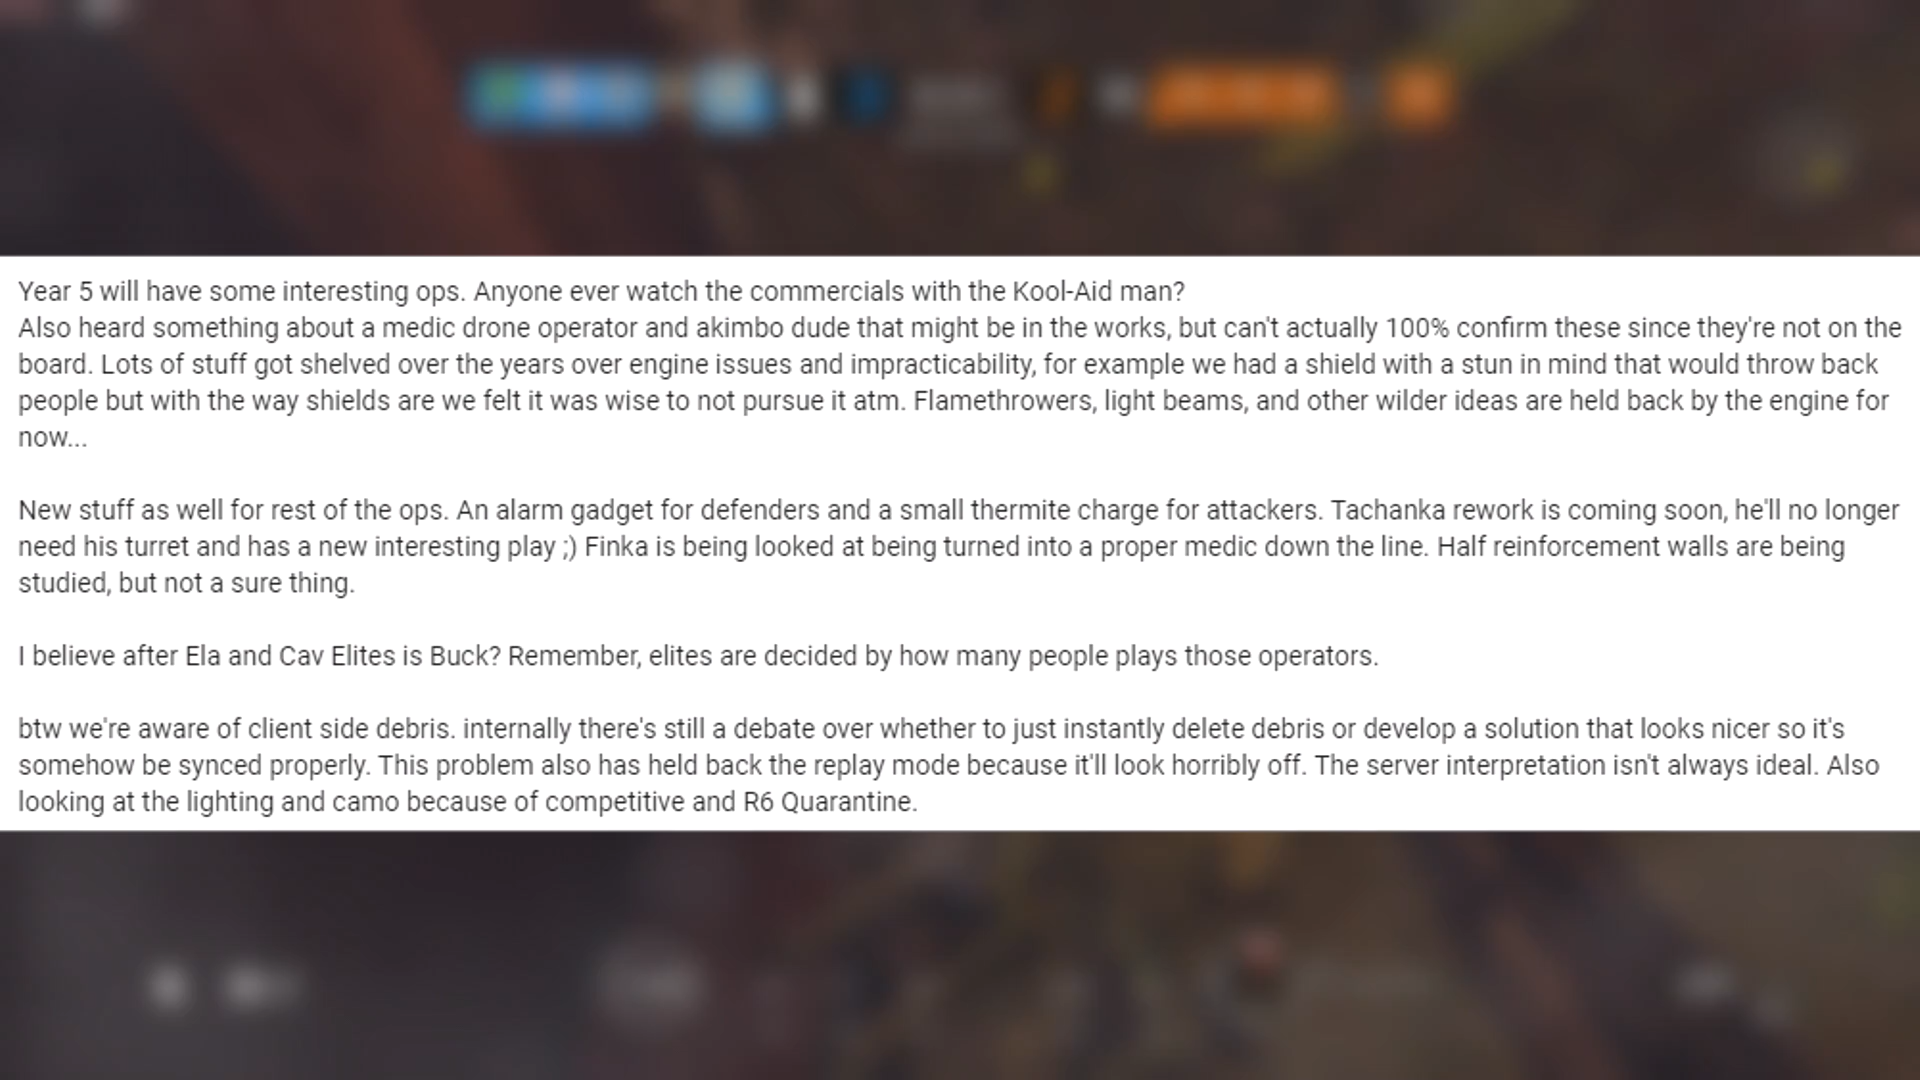 Year 5 will have some interesting ops. Anyone ever watch the commercials with the Kool-Aid man?
Also heard something about a medic drone operator and akimbo dude that might be in the works, but can't actually 100% confirm these since they're not on the
board. Lots of stuff got shelved over the years over engine issues and impracticability, for example we had a shield with a stun in mind that would throw back
people but with the way shields are we felt it was wise to not pursue it atm. Flamethrowers, light beams, and other wilder ideas are held back by the engine for
now...
New stuff as well for rest of the ops. An alarm gadget for defenders and a small thermite charge for attackers. Tachanka rework is coming soon, he'll no longer
need his turret and has a new interesting play ;) Finka is being looked at being turned into a proper medic down the line. Half reinforcement walls are being
studied, but not a sure thing.
I believe after Ela and Cav Elites is Buck? Remember, elites are decided by how many people plays those operators.
btw we're aware of client side debris. internally there's still a debate over whether to just instantly delete debris or develop a solution that looks nicer so it's
somehow be synced properly. This problem also has held back the replay mode because it'll look horribly off. The server interpretation isn't always ideal. Also
looking at the lighting and camo because of competitive and R6 Quarantine.